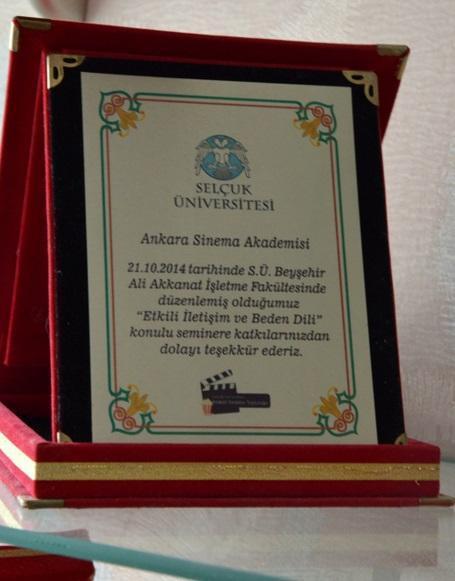 SELÇUK
ÜNİVERSİTESİ
Ankara Sinema Akademisi
21.10.2014 tarihinde S.Ü. Beyşehir
Ali Akkanat İşletme Fakültesinde
düzenlemiş olduğumuz
"Etkili İletişim ve Beden Dili"
konulu seminere katkılarınızdan
dolayı teşekkür ederiz.